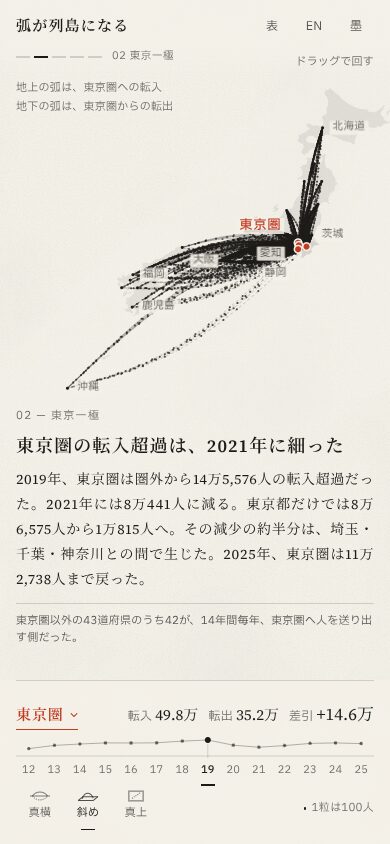 弧が列島になる
表 EN 墨
02 東京一極
ドラッグで回す
地上の弧は、東京圏への転入
地下の弧は、東京圏からの転出
北海道
東京圏
茨城
大阪
愛知
福岡
静岡
鹿児島
沖縄
02 — 東京一極
東京圏の転入超過は、2021年に細った
2019年、東京圏は圏外から14万5,576人の転入超過だっ
た。2021年には8万441人に減る。東京都だけでは8万
6,575人から1万815人へ。その減少の約半分は、埼玉・
千葉・神奈川との間で生じた。2025年、東京圏は11万
2,738人まで戻った。
東京圏以外の43道府県のうち42が、14年間毎年、東京圏へ人を送り出
す側だった。
東京圏 転入 49.8万 転出 35.2万 差引 +14.6万
12 13 14 15 16 17 18 19 20 21 22 23 24 25
真横 斜め 真上
1粒は100人